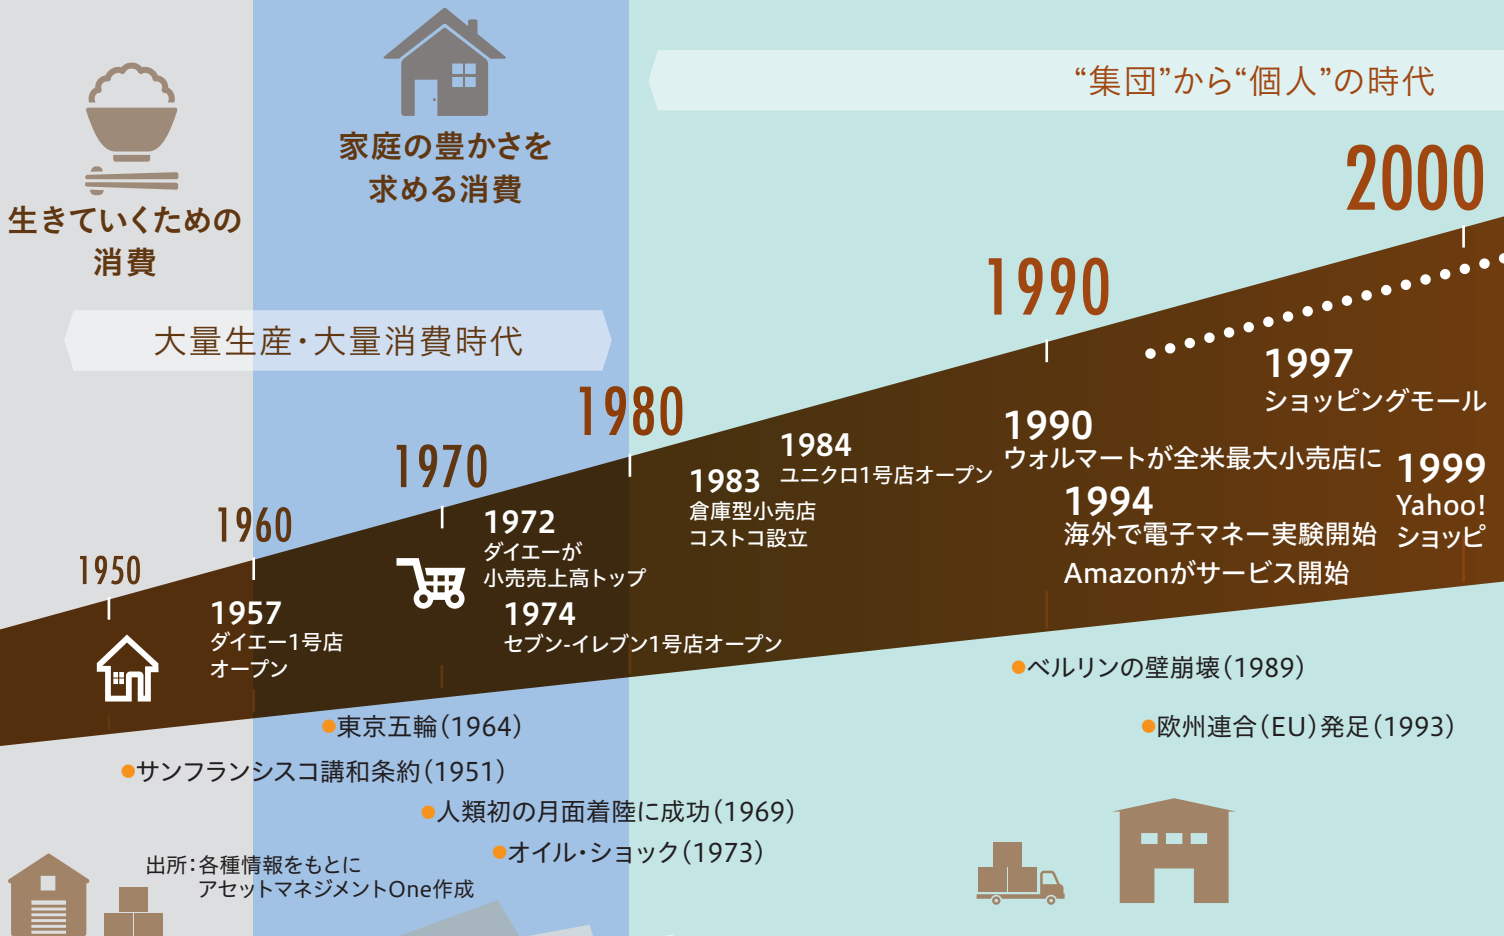 “集団”から“個人”の時代
生きていくための
消費
家庭の豊かさを
求める消費
大量生産・大量消費時代
1950
1960
1970
1980
1990
2000
1957
ダイエー1号店
オープン
1972
ダイエーが
小売売上高トップ
1974
セブン-イレブン1号店オープン
1983
倉庫型小売店
コストコ設立
1984
ユニクロ1号店オープン
1990
ウォルマートが全米最大小売店に
1994
海外で電子マネー実験開始
Amazonがサービス開始
1997
ショッピングモール
1999
Yahoo!
ショッピ
●サンフランシスコ講和条約(1951)
●東京五輪(1964)
●人類初の月面着陸に成功(1969)
●オイル・ショック(1973)
●ベルリンの壁崩壊(1989)
●欧州連合(EU)発足(1993)
出所：各種情報をもとに
アセットマネジメントOne作成